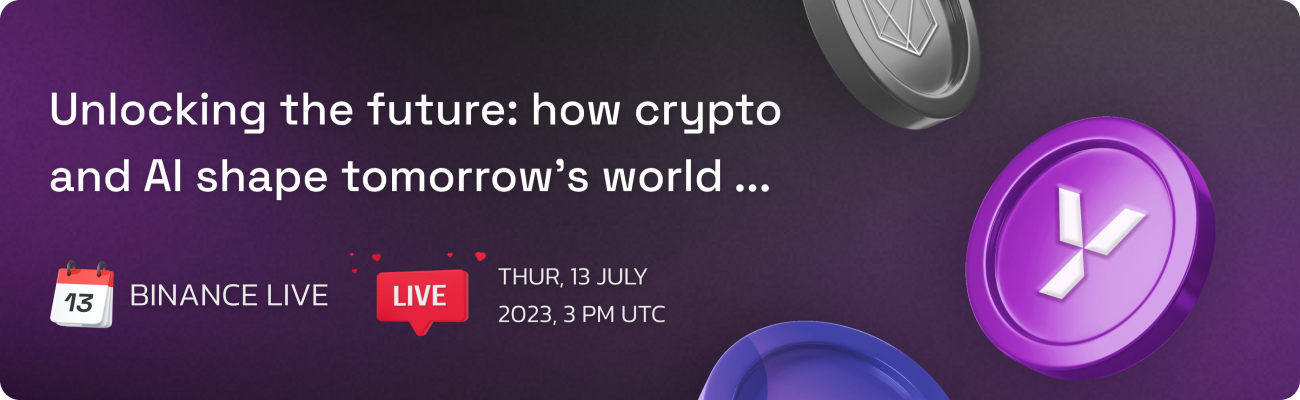 Unlocking the future: how crypto
and AI shape tomorrow's world ...
13
BINANCE LIVE
LIVE
THUR, 13 JULY
2023, 3 PM UTC